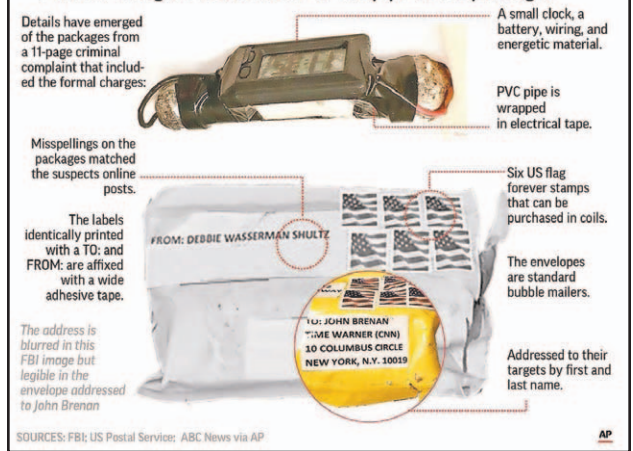 Details have emerged
of the packages from
a 11-page criminal
complaint that includ-
ed the formal charges:
A small clock, a
battery, wiring, and
energetic material.
PVC pipe is
wrapped
in electrical tape.
Misspellings on the
packages matched
the suspects online
posts.
Six US flag
forever stamps
that can be
purchased in coils.
The labels
identically printed
with a TO: and
FROM: are affixed
with a wide
adhesive tape.
FROM: DEBBIE WASSERMAN SHULTZ
The envelopes
are standard
bubble mailers.
The address is
blurred in this
FBI image but
legible in the
envelope addressed
to John Brenan
TO: JOHN BRENAN
TIME WARNER (CNN)
10 COLUMBUS CIRCLE
NEW YORK, N.Y. 10019
Addressed to their
targets by first and
last name.
SOURCES: FBI; US Postal Service; ABC News via AP
AP